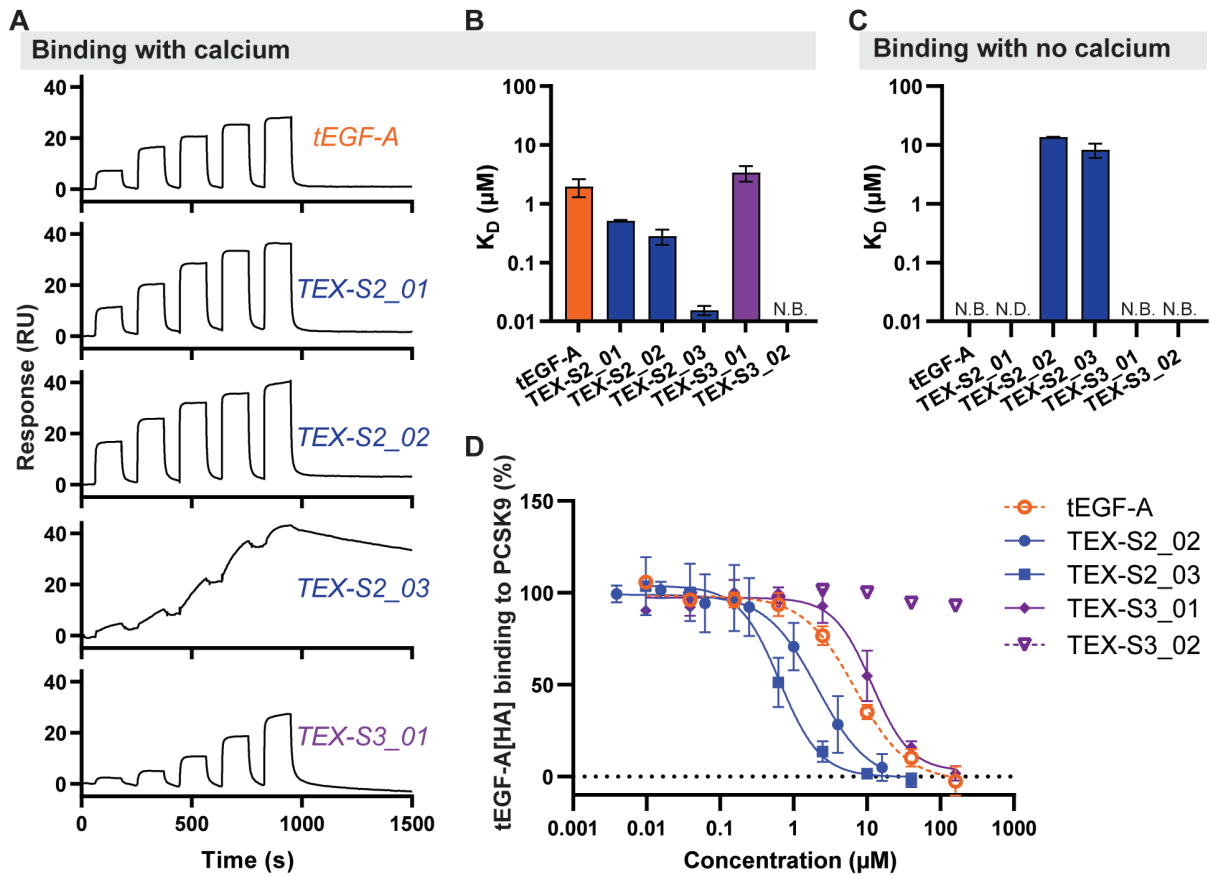 A
Binding with calcium
Response (RU)
40
20
0
tEGF-A
40
20
0
TEX-S2_01
40
20
0
TEX-S2_02
40
20
0
TEX-S2_03
40
20
0
TEX-S3_01
0
500
1000
1500
Time (s)
B
KD (µM)
100
10
1
0.1
0.01
N.B.
tEGF-A
TEX-S2_01
TEX-S2_02
TEX-S2_03
TEX-S3_01
TEX-S3_02
C
Binding with no calcium
KD (µM)
100
10
1
0.1
0.01
N.B.
N.D.
N.B.
N.B.
tEGF-A
TEX-S2_01
TEX-S2_02
TEX-S2_03
TEX-S3_01
TEX-S3_02
D
tEGF-A[HA] binding to PCSK9 (%)
150
100
50
0
0.001
0.01
0.1
1
10
100
1000
Concentration (µM)
tEGF-A
TEX-S2_02
TEX-S2_03
TEX-S3_01
TEX-S3_02